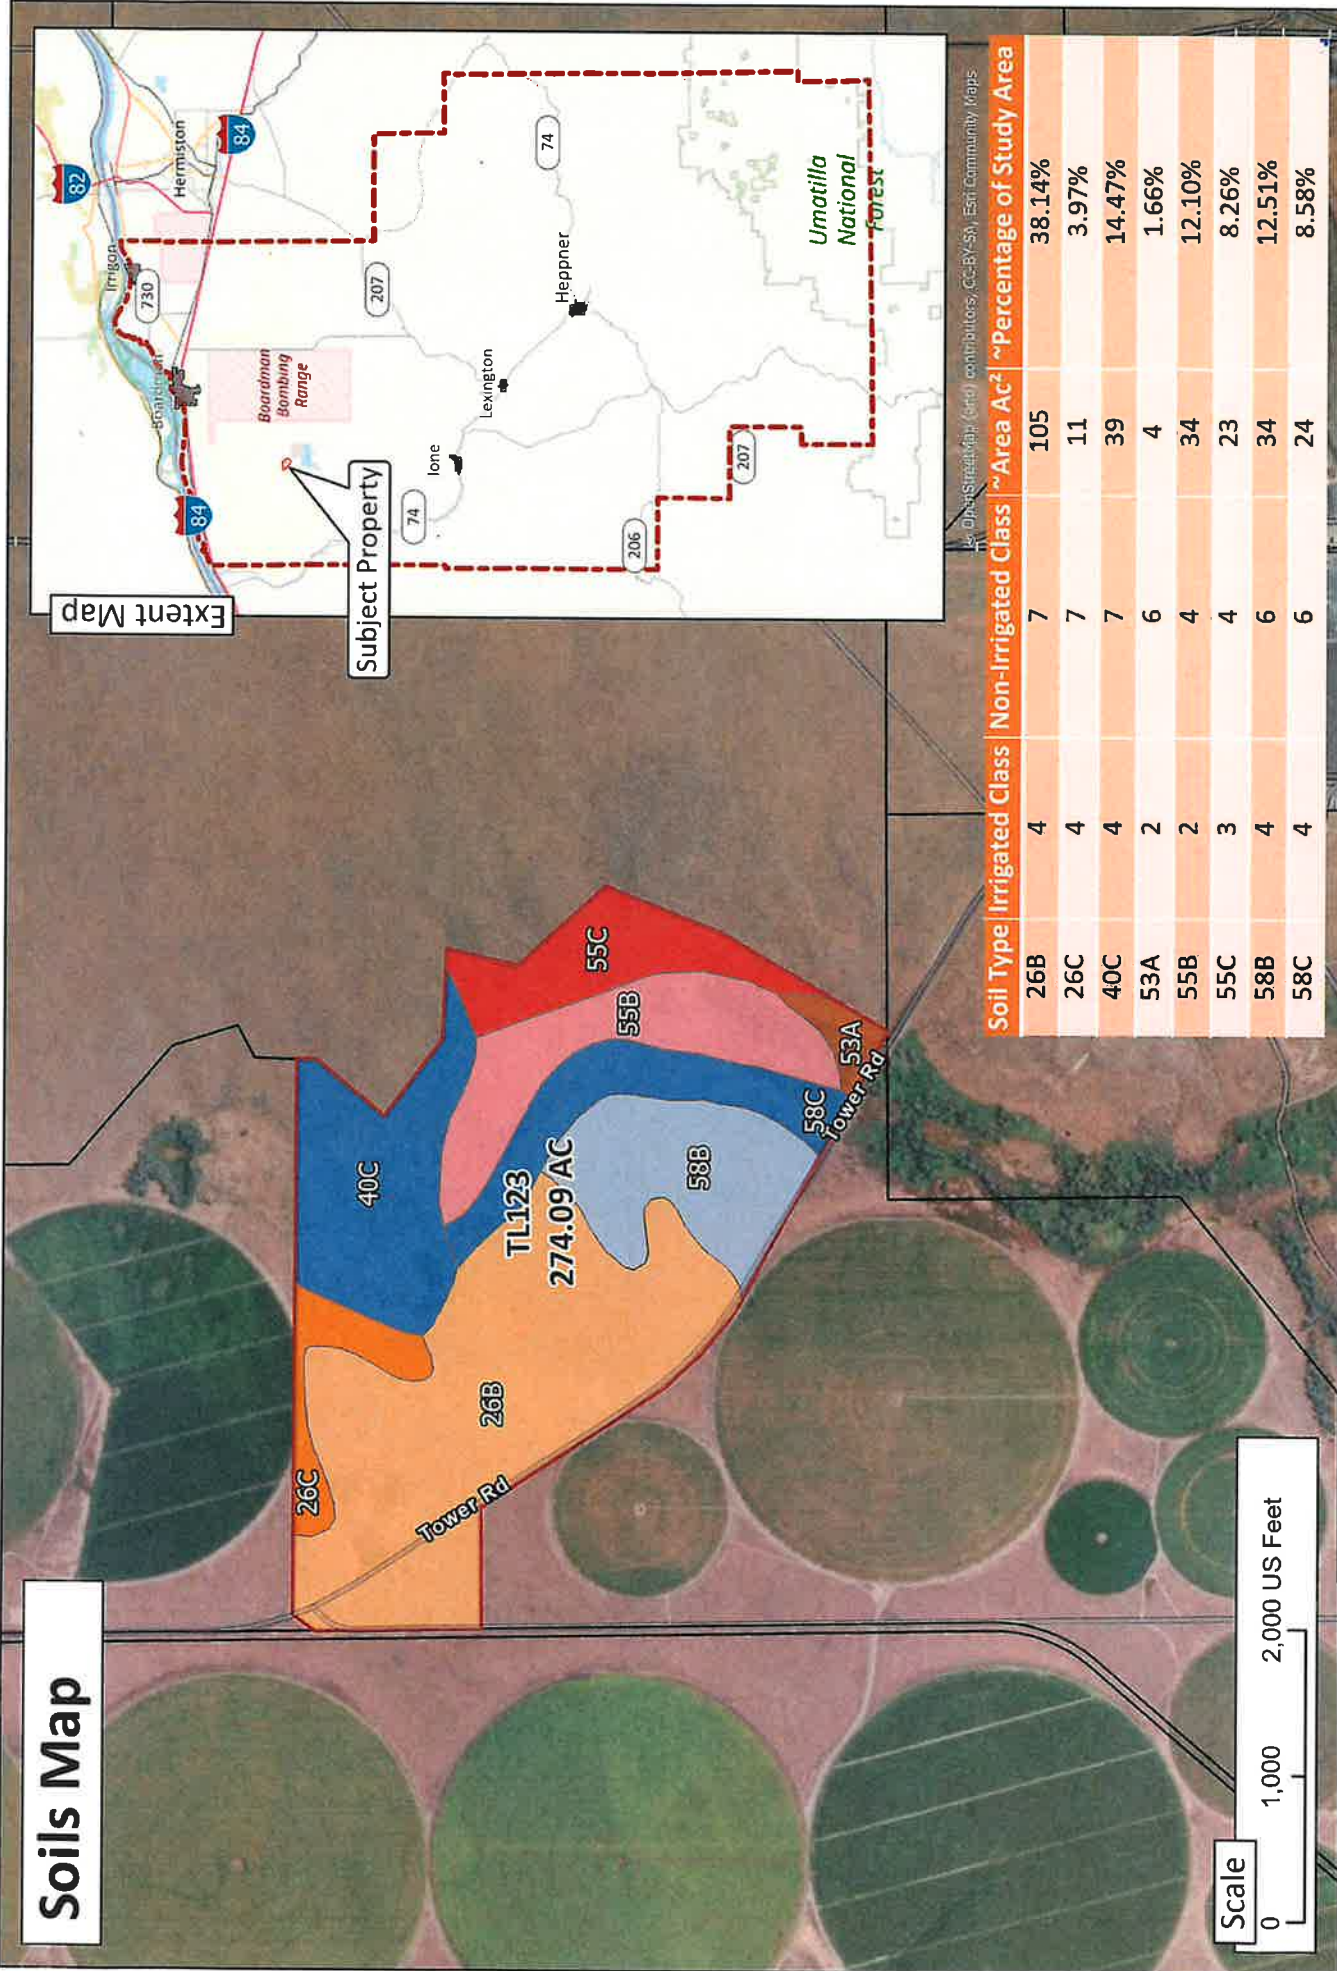 Soils Map
Extent Map
82
84
Irrigon
730
Hermiston
Boardman
84
Boardman
Bombing
Range
207
74
Subject Property
74
Ione
Lexington
Heppner
206
207
Umatilla
National
Forest
OpenStreetMap (and) contributors, CC-BY-SA, Esri Community Maps
26C
40C
26B
Tower Rd
TL123
274.09 AC
55C
55B
58B
58C
53A
Tower Rd
Soil Type Irrigated Class Non-Irrigated Class ~Area Ac² ~Percentage of Study Area
26B 4 7 105 38.14%
26C 4 7 11 3.97%
40C 4 7 39 14.47%
53A 2 6 4 1.66%
55B 2 4 34 12.10%
55C 3 4 23 8.26%
58B 4 6 34 12.51%
58C 4 6 24 8.58%
Scale
0 1,000 2,000 US Feet